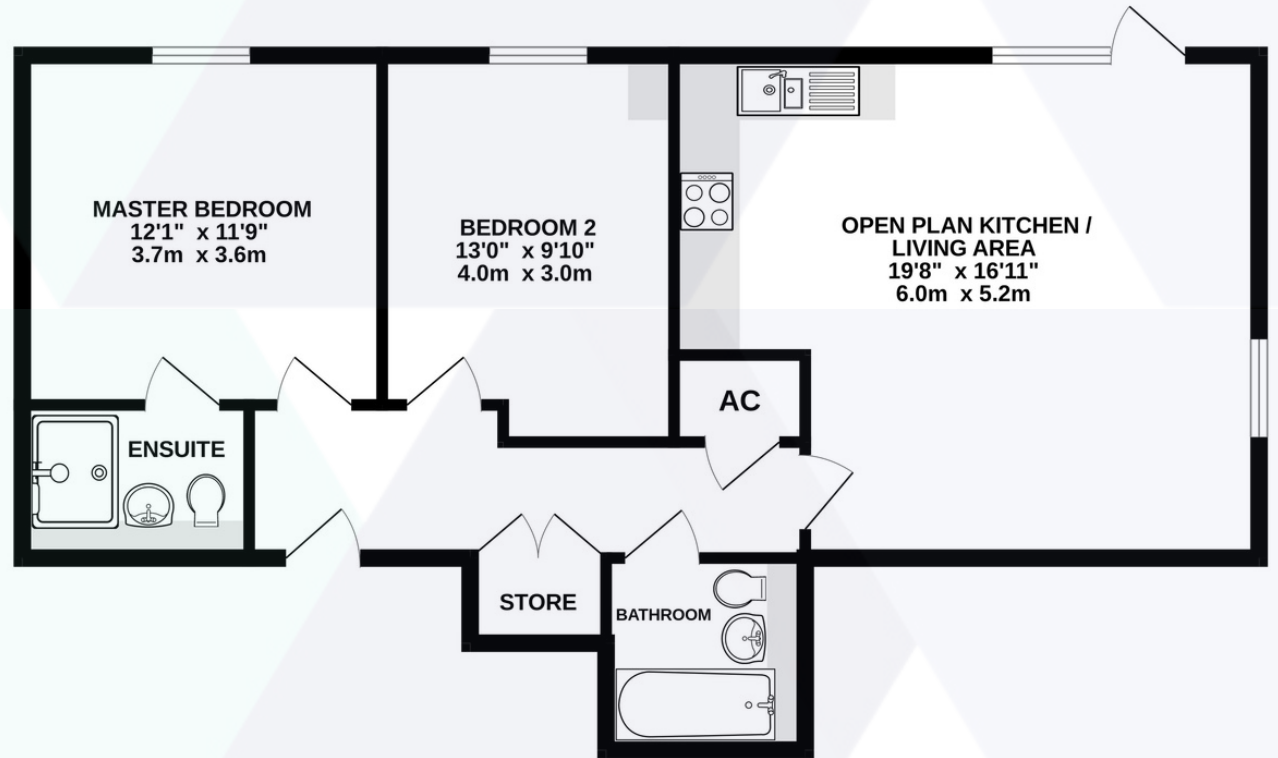 MASTER BEDROOM
12'1" x 11'9"
3.7m x 3.6m
BEDROOM 2
13'0" x 9'10"
4.0m x 3.0m
OPEN PLAN KITCHEN /
LIVING AREA
19'8" x 16'11"
6.0m x 5.2m
AC
ENSUITE
STORE
BATHROOM